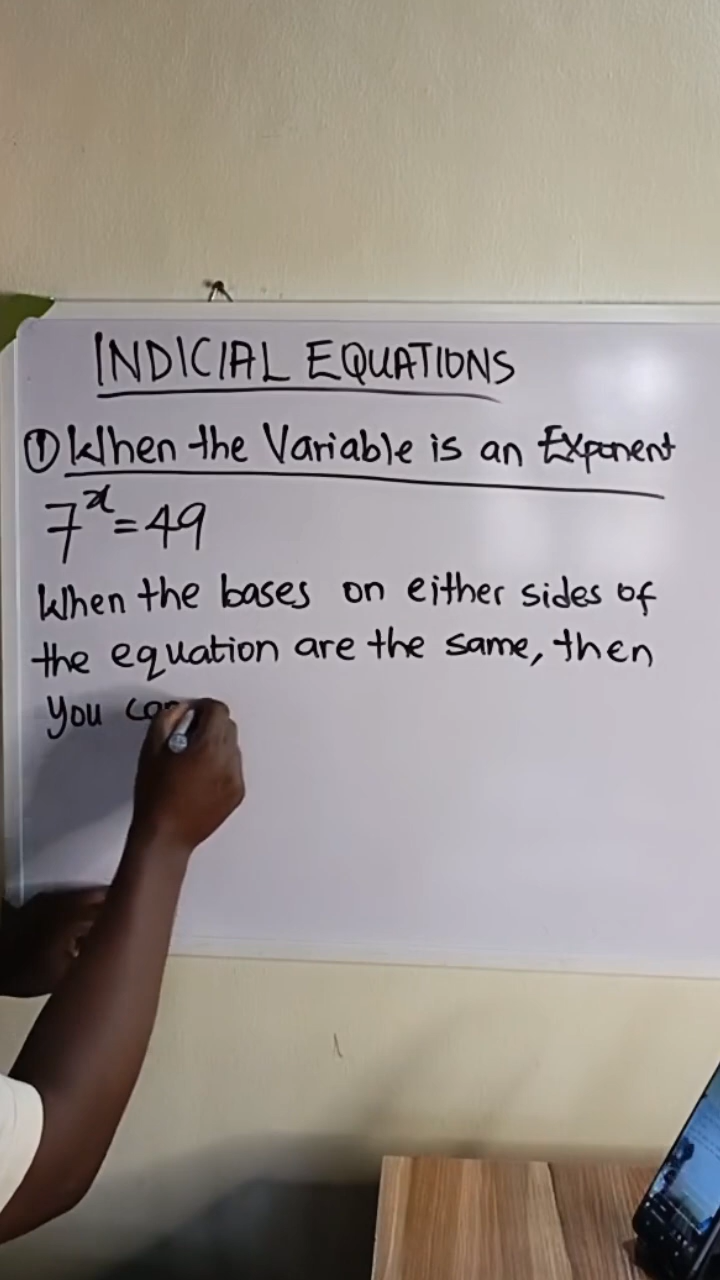 INDICIAL EQUATIONS
① When the Variable is an Exponent
7ˣ = 49
When the bases on either sides of
the equation are the same, then
you